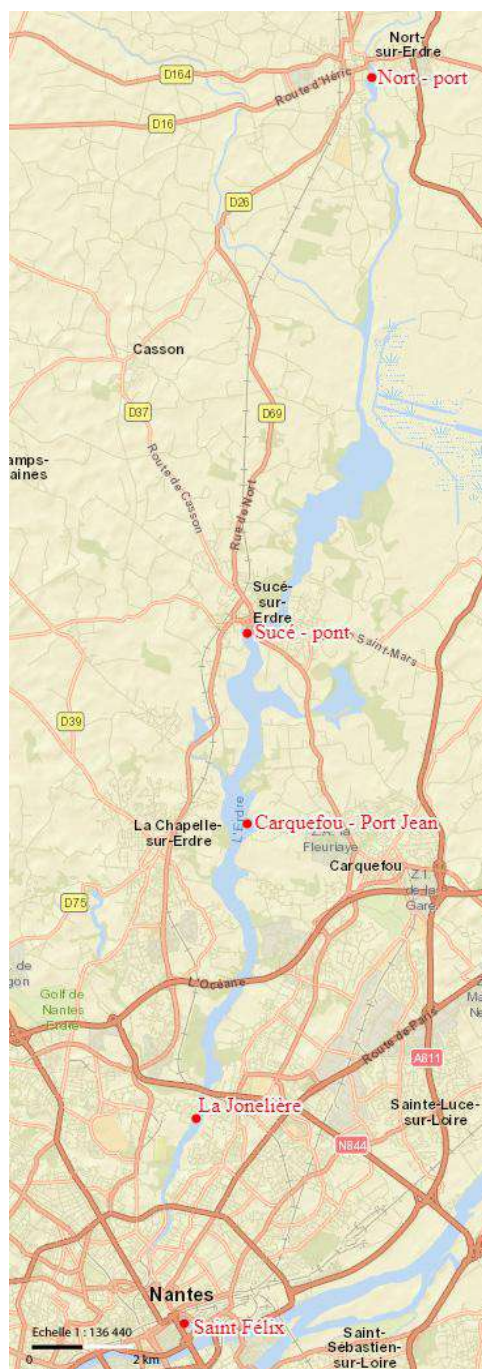 Nort-
sur-Erdre
Nort - port
D164
Route d'Héric
D16
D26
Casson
D37
D69
amps-
aines
Route de Casson
Rue de Nort
Sucé-
sur-
Erdre
Sucé - pont
Saint-Mars
D39
L'Erdre
Carquefou - Port Jean
La Chapelle-
sur-Erdre
Z.A. la
Fleuriaye
Carquefou
Z.I.
de la
Gare
D75
de
gon
L'Océane
Golf de
Nantes
Erdre
Route de Paris
A811
La Jonelière
Sainte-Luce-
sur-Loire
N844
Nantes
Saint Félix
Echelle 1 : 136 440
0 2 km
Saint-
Sébastien-
sur-Loire